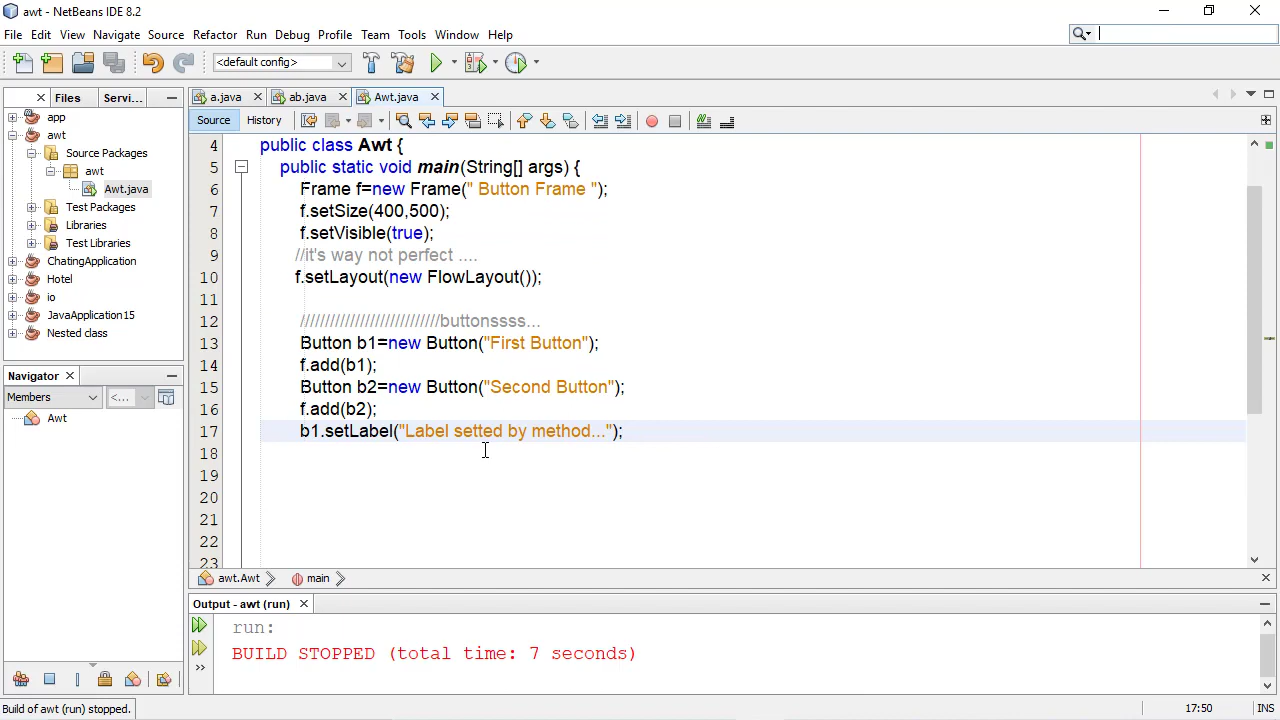 awt - NetBeans IDE 8.2
File Edit View Navigate Source Refactor Run Debug Profile Team Tools Window Help
<default config>
Files Servi...
a.java ab.java Awt.java
Source History
app
awt
Source Packages
awt
Awt.java
Test Packages
Libraries
Test Libraries
ChatingApplication
Hotel
io
JavaApplication15
Nested class
Navigator
Members <...
Awt
4 public class Awt {
5 public static void main(String[] args) {
6 Frame f=new Frame(" Button Frame ");
7 f.setSize(400,500);
8 f.setVisible(true);
9 //it's way not perfect ....
10 f.setLayout(new FlowLayout());
11
12 ////////////////////////////buttonssss...
13 Button b1=new Button("First Button");
14 f.add(b1);
15 Button b2=new Button("Second Button");
16 f.add(b2);
17 b1.setLabel("Label setted by method...");
18
19
20
21
22
23
awt.Awt main
Output - awt (run)
run:
BUILD STOPPED (total time: 7 seconds)
Build of awt (run) stopped.
17:50 INS